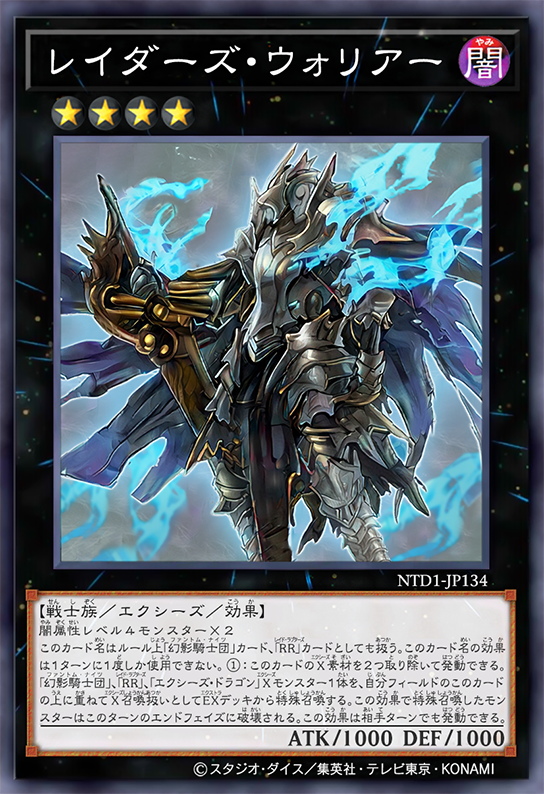 レイダーズ・ウォリアー
闇
NTD1-JP134
【戦士族／エクシーズ／効果】
闇属性レベル４モンスター×２
このカード名はルール上「幻影騎士団」カード、「RR」カードとしても扱う。このカード名の効果
は１ターンに１度しか使用できない。①：このカードのX素材を２つ取り除いて発動できる。
「幻影騎士団」、「RR」、「エクシーズ・ドラゴン」Xモンスター１体を、自分フィールドのこのカード
の上に重ねてX召喚扱いとしてEXデッキから特殊召喚する。この効果で特殊召喚したモン
スターはこのターンのエンドフェイズに破壊される。この効果は相手ターンでも発動できる。
ATK/1000 DEF/1000
©スタジオ・ダイス／集英社・テレビ東京・KONAMI